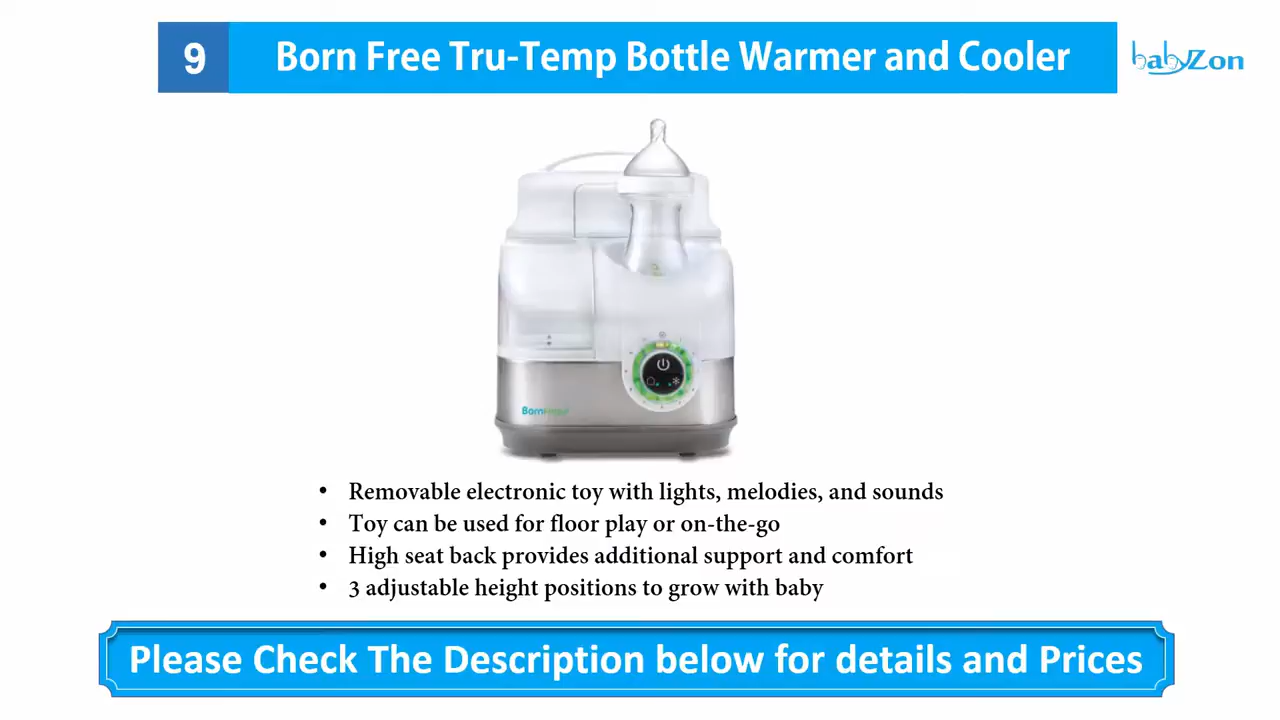 9
Born Free Tru-Temp Bottle Warmer and Cooler
babyZon
BornFree
• Removable electronic toy with lights, melodies, and sounds
• Toy can be used for floor play or on-the-go
• High seat back provides additional support and comfort
• 3 adjustable height positions to grow with baby
Please Check The Description below for details and Prices